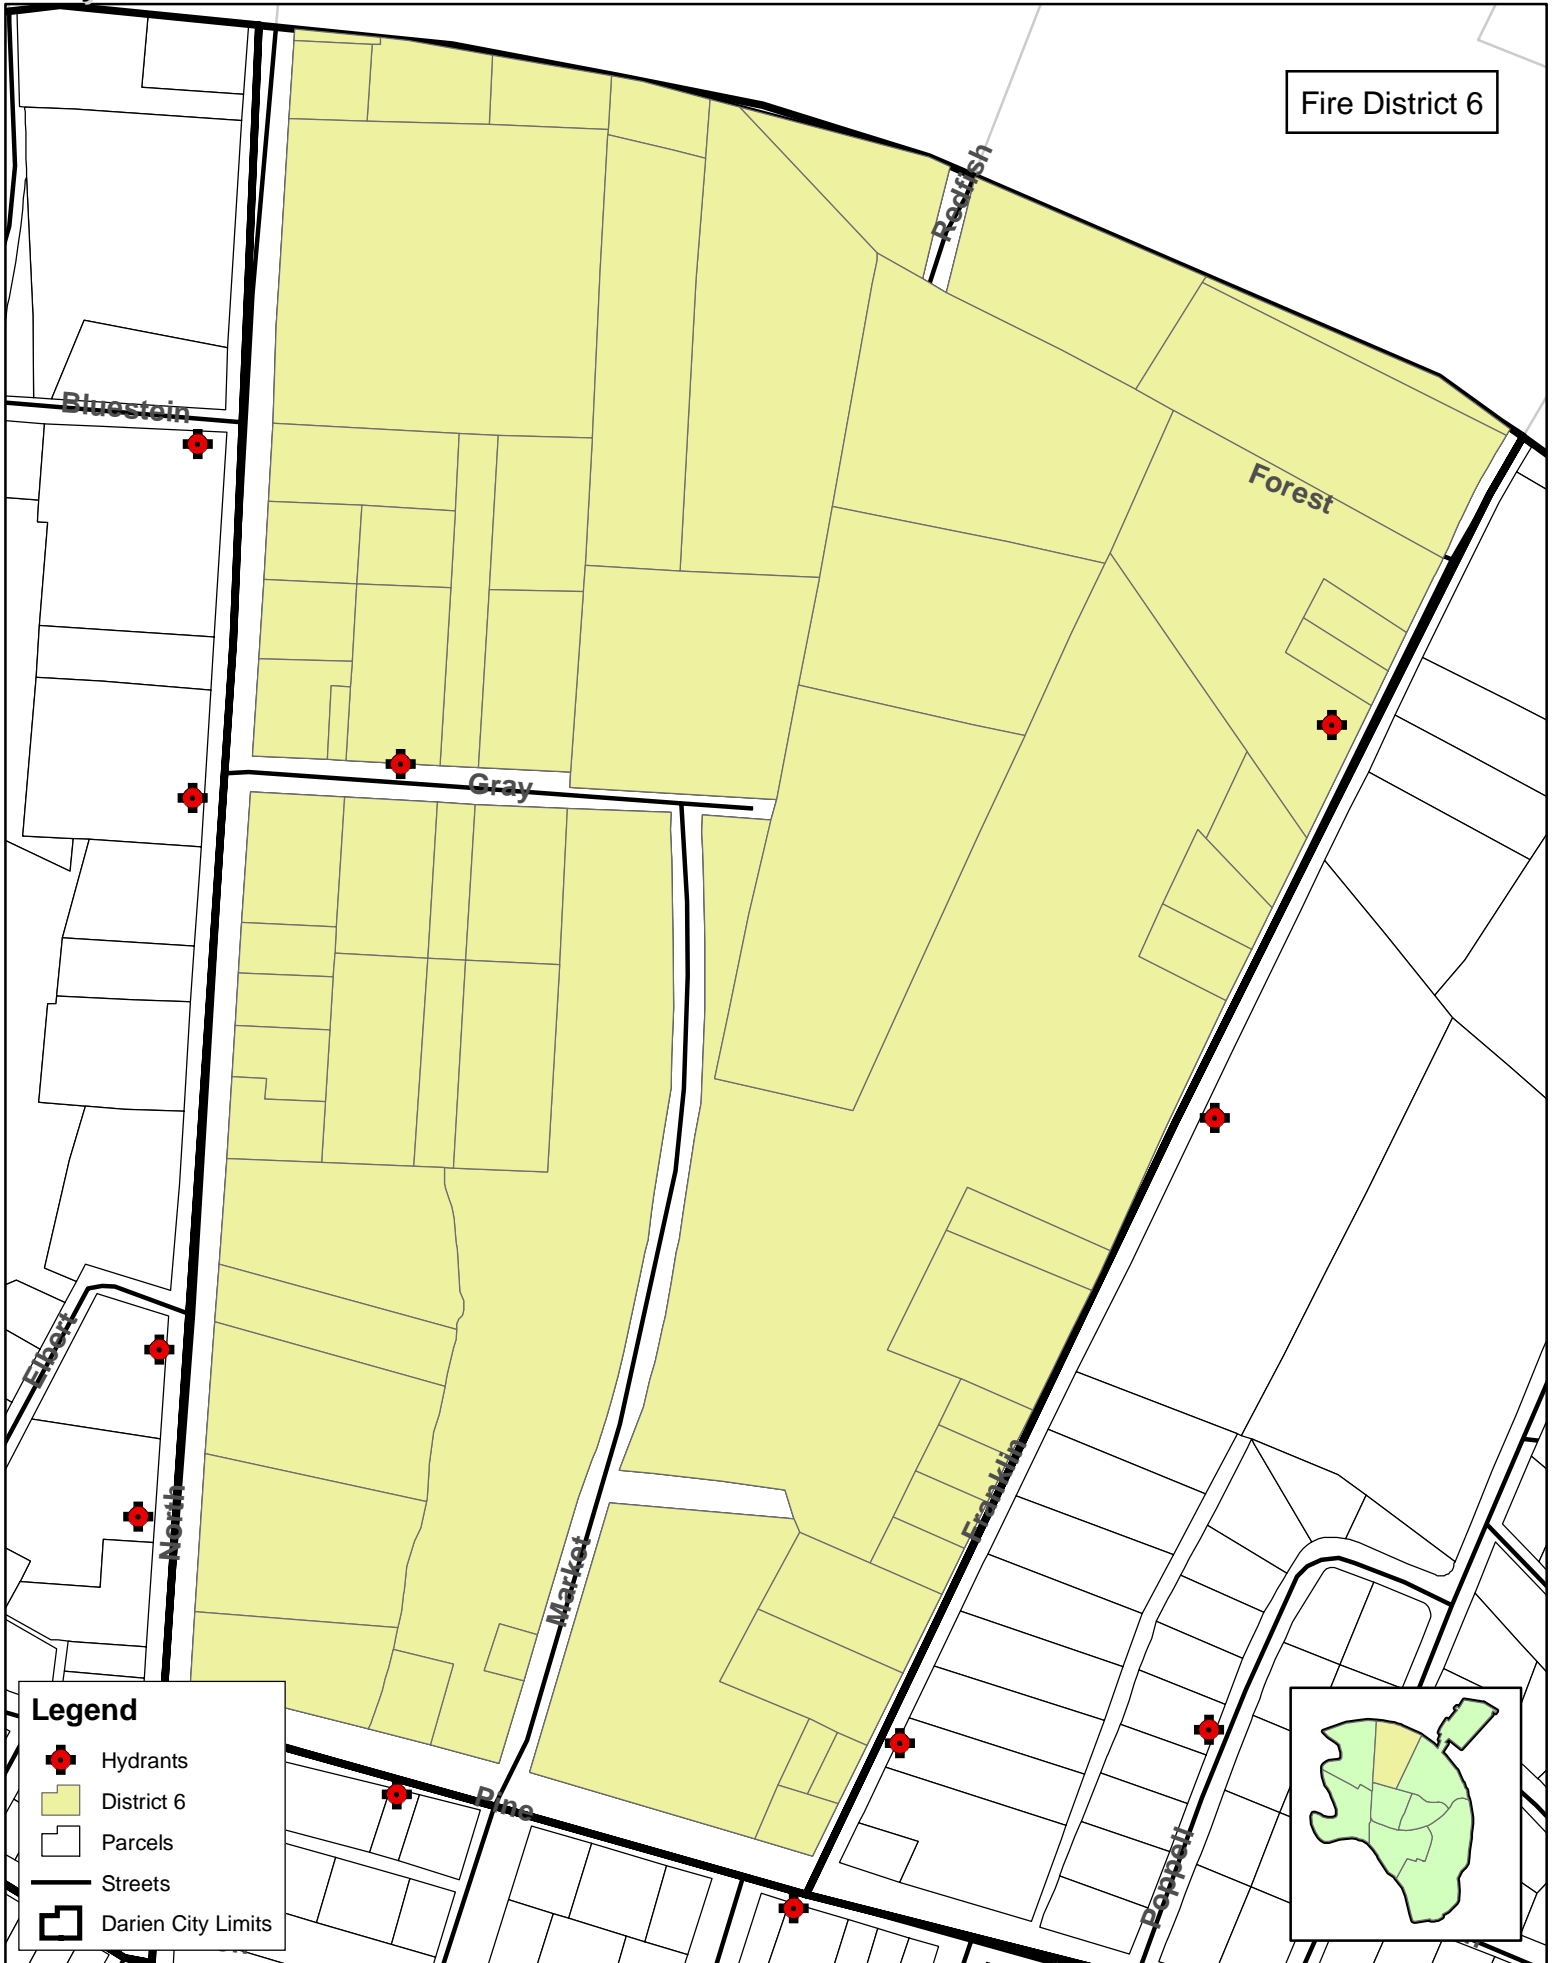 Fire District 6
Redfish
Bluestein
Forest
Gray
Elbert
North
Franklin
Market
Pine
Poppell
Legend
Hydrants
District 6
Parcels
Streets
Darien City Limits